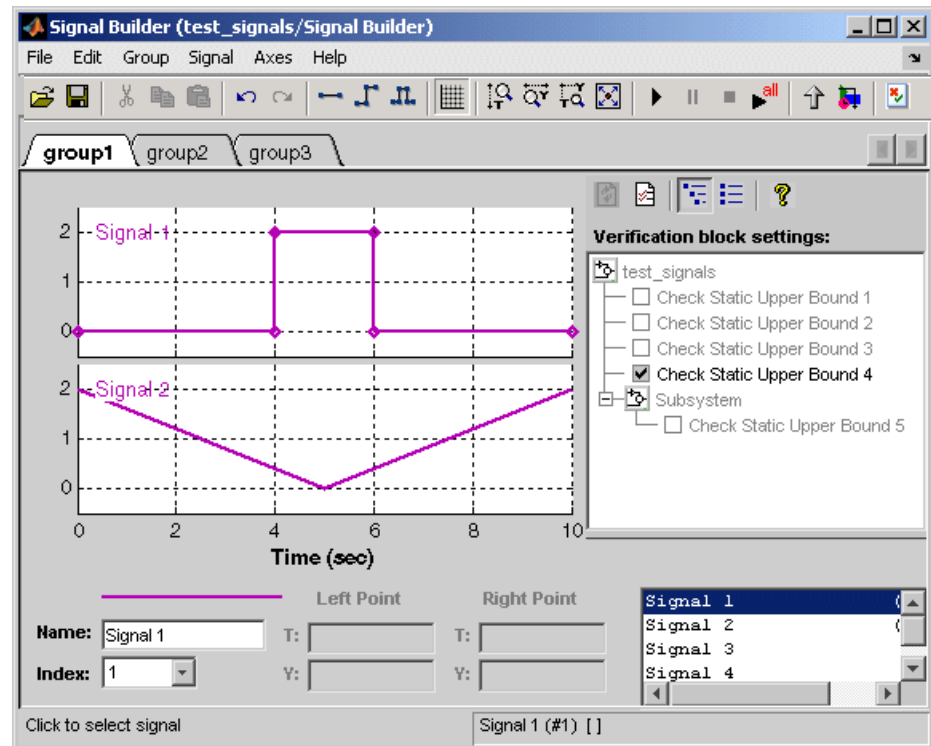 Signal Builder (test_signals/Signal Builder)
File Edit Group Signal Axes Help
all
group1 group2 group3
Verification block settings:
test_signals
Check Static Upper Bound 1
Check Static Upper Bound 2
Check Static Upper Bound 3
Check Static Upper Bound 4
Subsystem
Check Static Upper Bound 5
2 Signal 1
1
0
2 Signal 2
1
0
0 2 4 6 8 10
Time (sec)
Left Point Right Point
Name: Signal 1 T: T:
Index: 1 Y: Y:
Signal 1 (
Signal 2 (
Signal 3
Signal 4
Click to select signal
Signal 1 (#1) [ ]